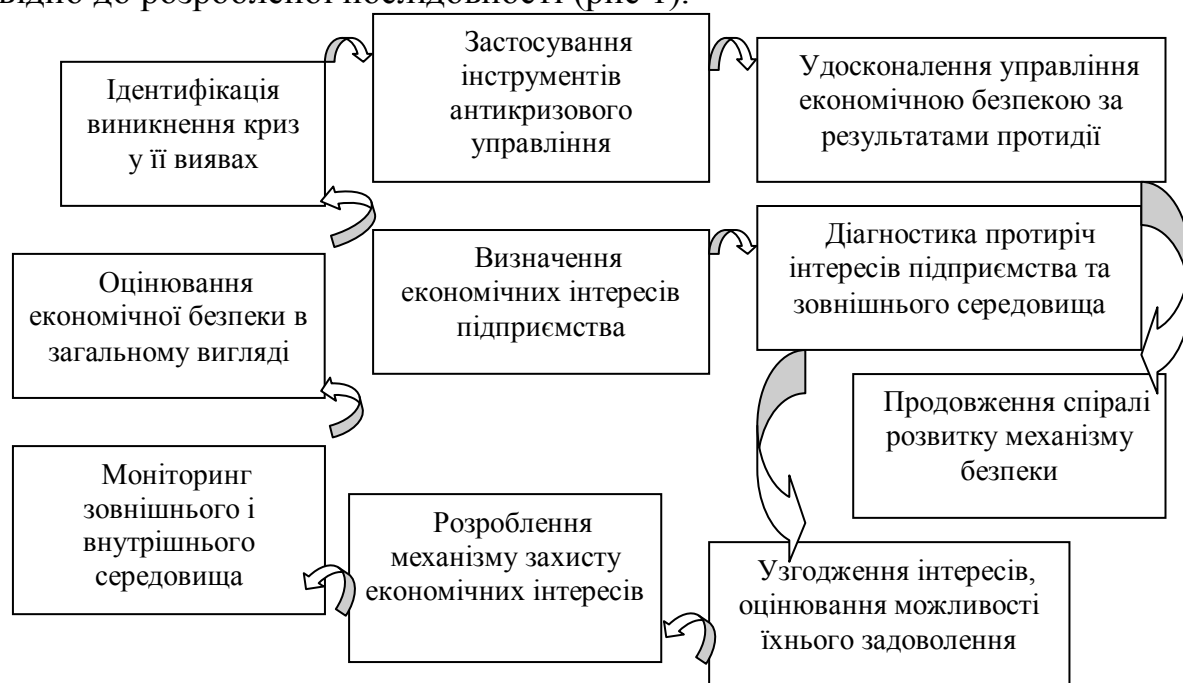 відно до розробленої послідовності (рис 1).
Ідентифікація
виникнення криз
у її виявах
Застосування
інструментів
антикризового
управління
Удосконалення управління
економічною безпекою за
результатами протидії
Оцінювання
економічної безпеки в
загальному вигляді
Визначення
економічних інтересів
підприємства
Діагностика протиріч
інтересів підприємства та
зовнішнього середовища
Продовження спіралі
розвитку механізму
безпеки
Моніторинг
зовнішнього і
внутрішнього
середовища
Розроблення
механізму захисту
економічних інтересів
Узгодження інтересів,
оцінювання можливості
їхнього задоволення